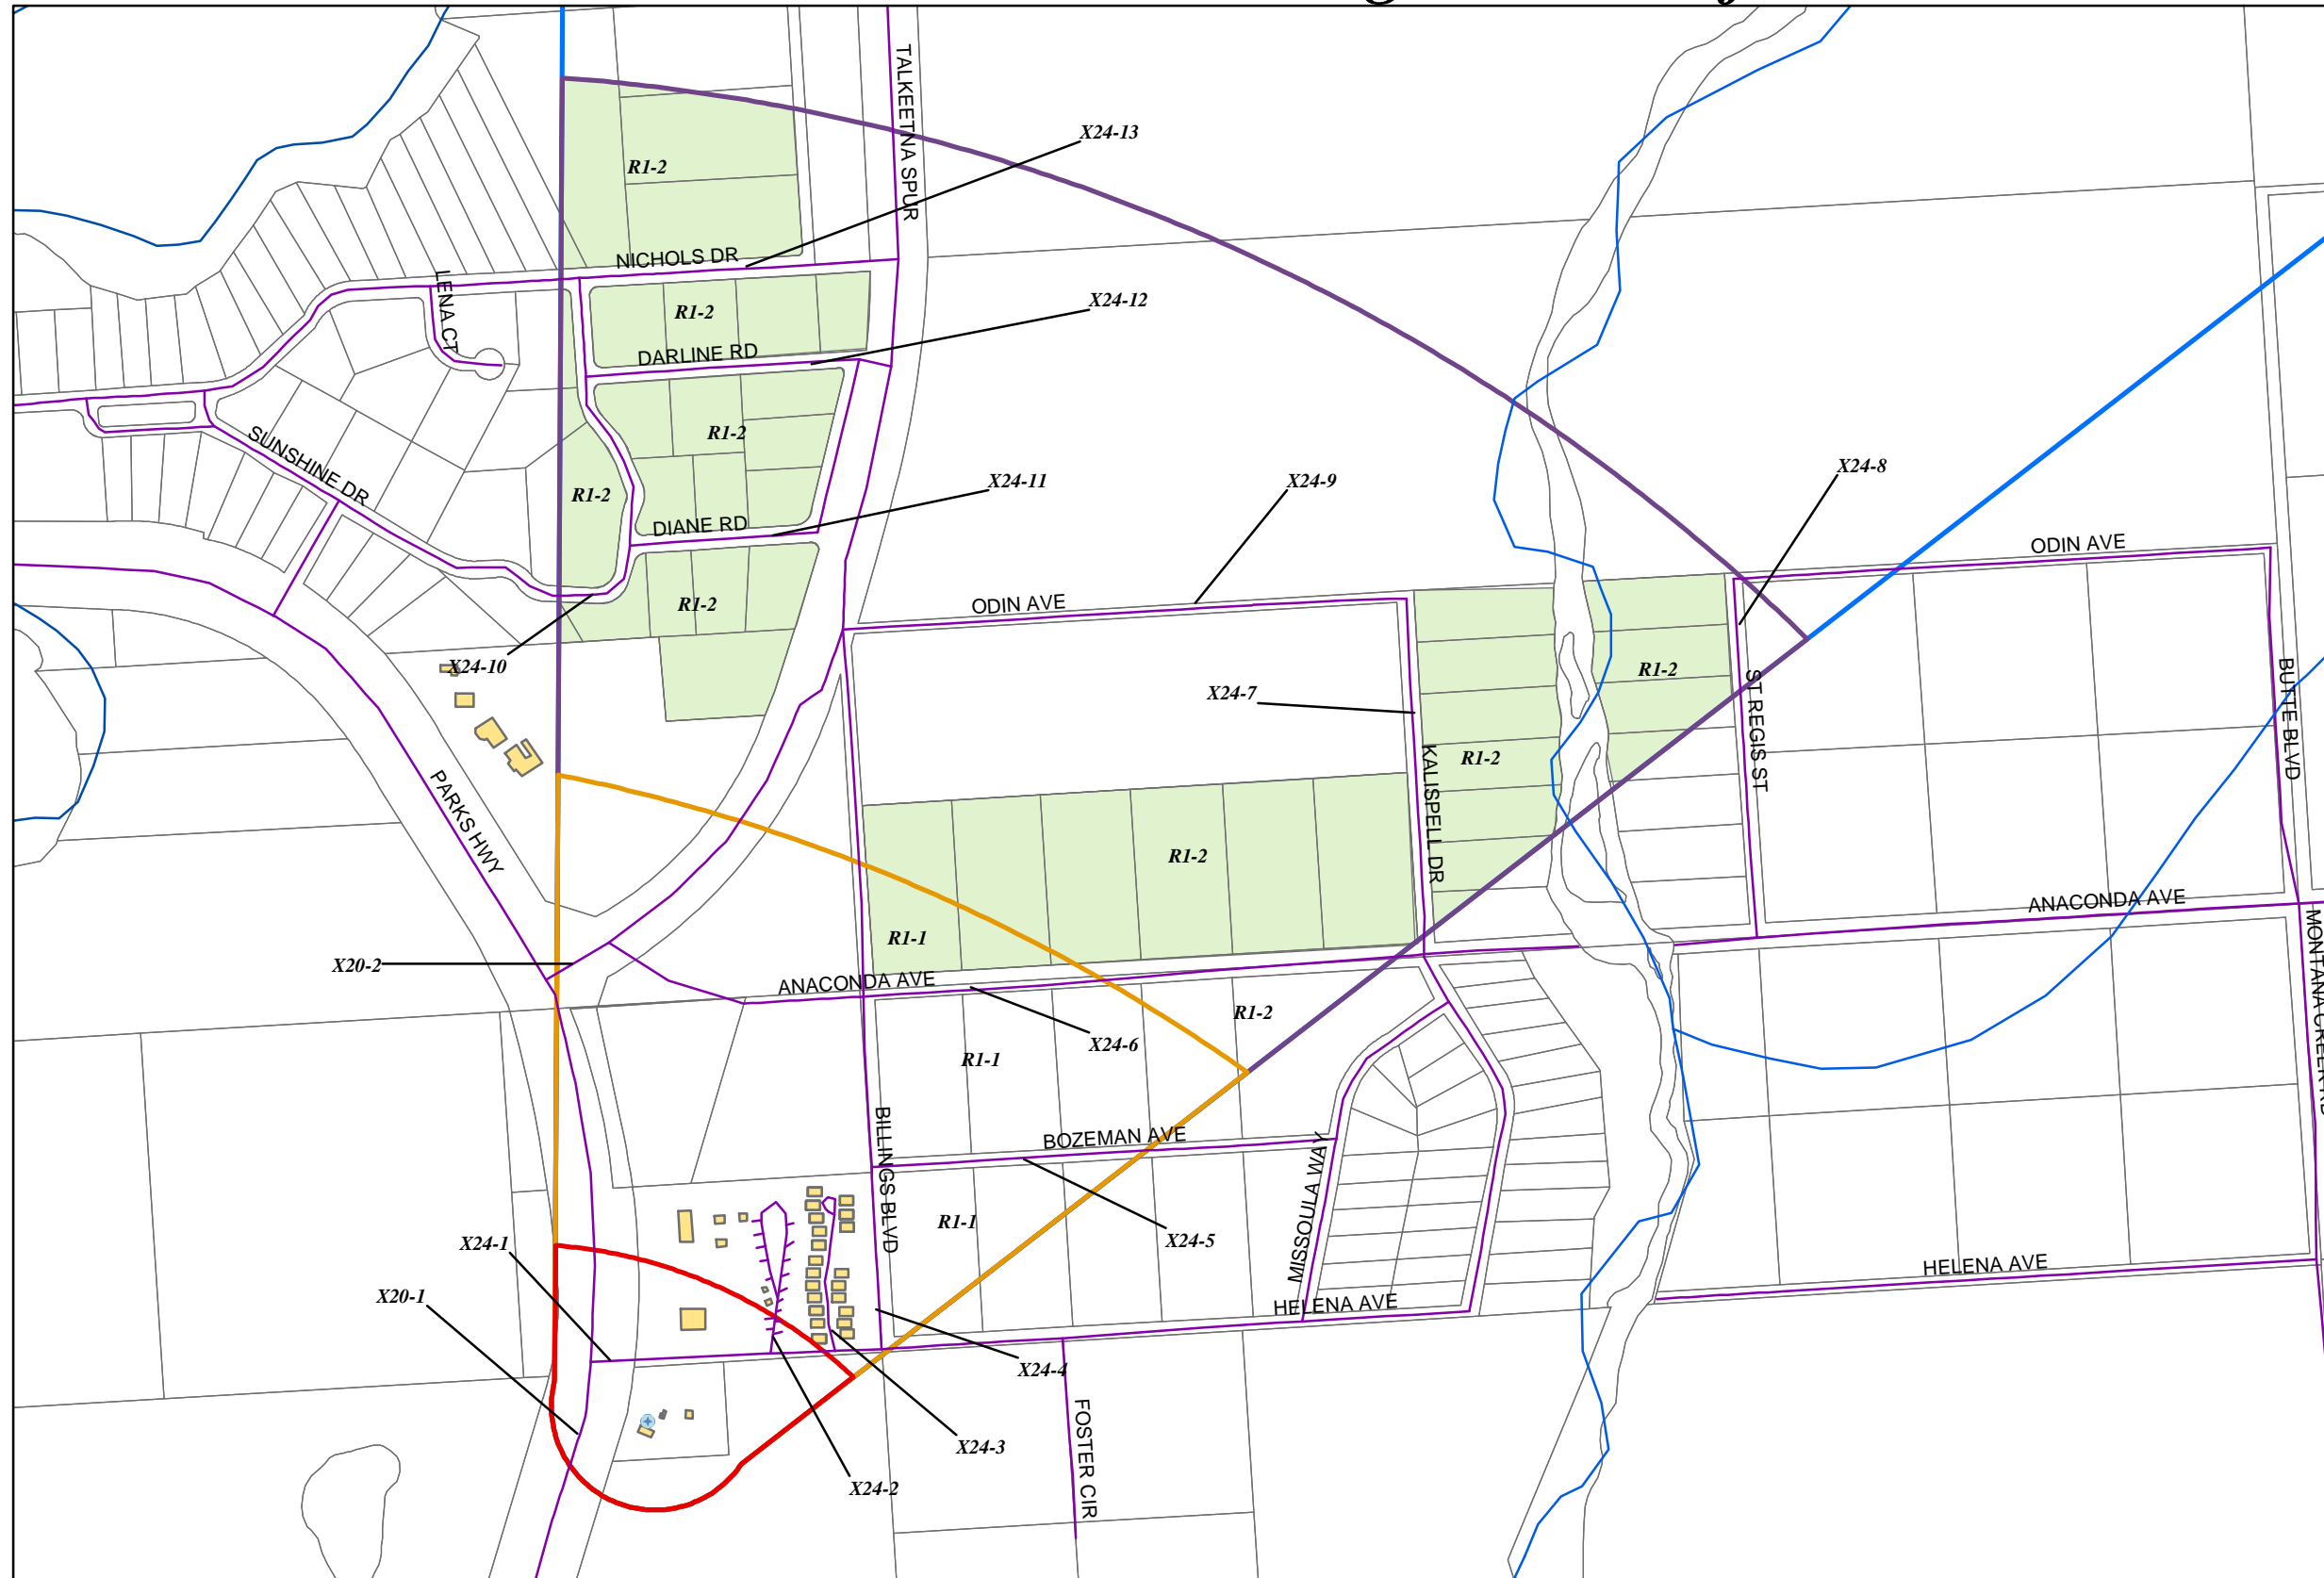 TALKEETNA SPUR
X24-13
R1-2
NICHOLS DR
LENA CT
R1-2
X24-12
DARLINE RD
R1-2
SUNSHINE DR
X24-8
X24-11
X24-9
R1-2
DIANE RD
ODIN AVE
R1-2
ODIN AVE
X24-10
R1-2
X24-7
ST REGIS ST
BUTTE BLVD
R1-2
KALISPELL DR
PARKS HWY
R1-2
ANACONDA AVE
R1-1
X20-2
ANACONDA AVE
MONTANA CREEK RD
R1-2
X24-6
R1-1
BOZEMAN AVE
BILLINGS BLVD
MISSOULA WAY
R1-1
X24-5
X24-1
HELENA AVE
X20-1
HELENA AVE
X24-4
FOSTER CIR
X24-3
X24-2